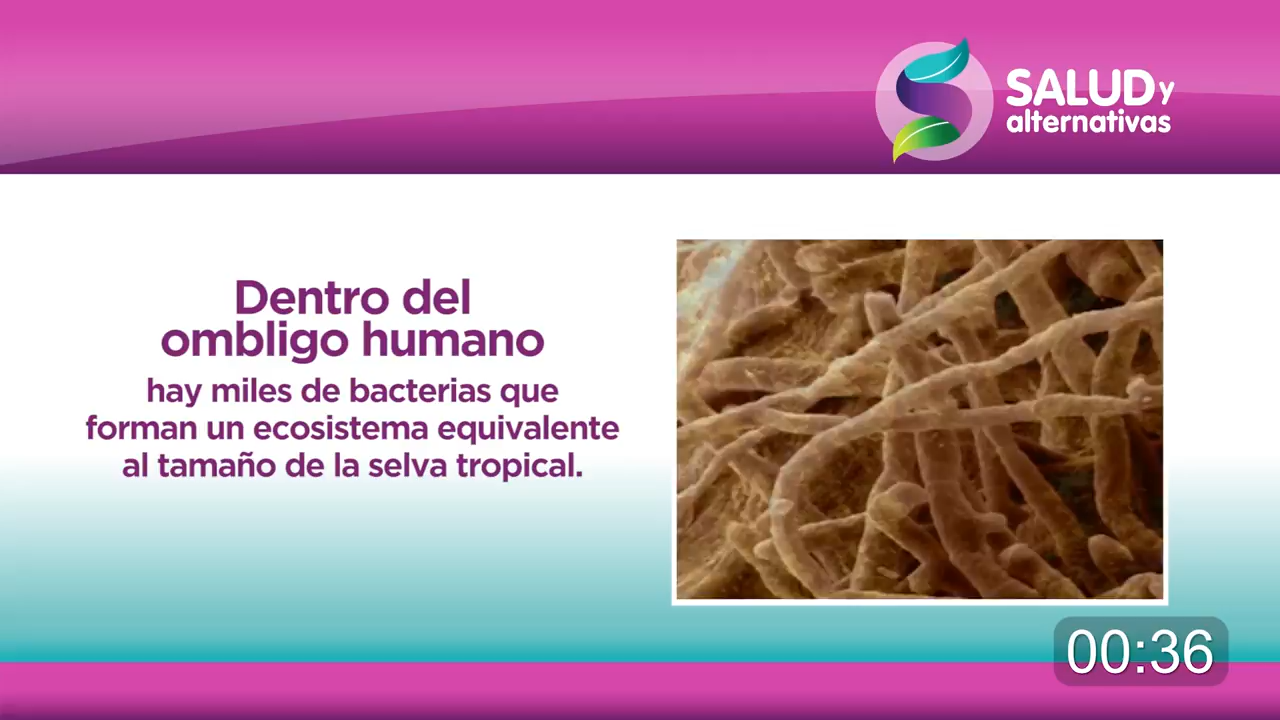 SALUD y
alternativas
Dentro del
ombligo humano
hay miles de bacterias que
forman un ecosistema equivalente
al tamaño de la selva tropical.
00:36